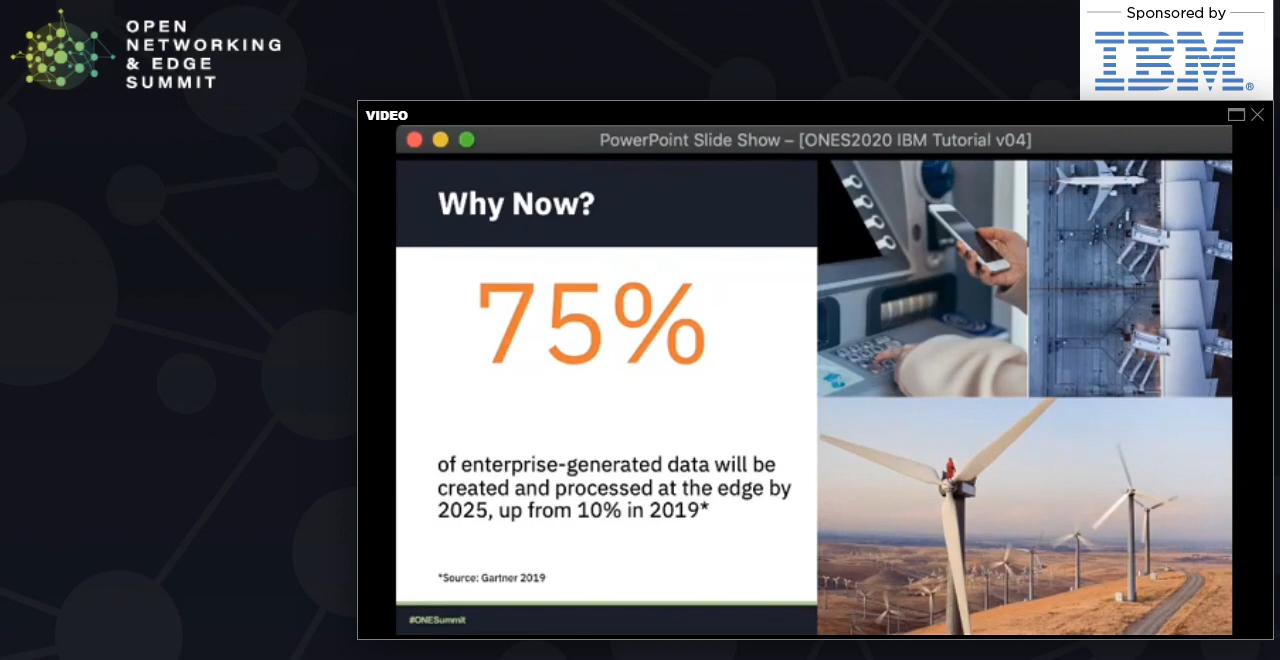 OPEN
NETWORKING
& EDGE
SUMMIT
Sponsored by
IBM®
VIDEO
PowerPoint Slide Show – [ONES2020 IBM Tutorial v04]
Why Now?
75%
of enterprise-generated data will be
created and processed at the edge by
2025, up from 10% in 2019*
*Source: Gartner 2019
#ONESummit